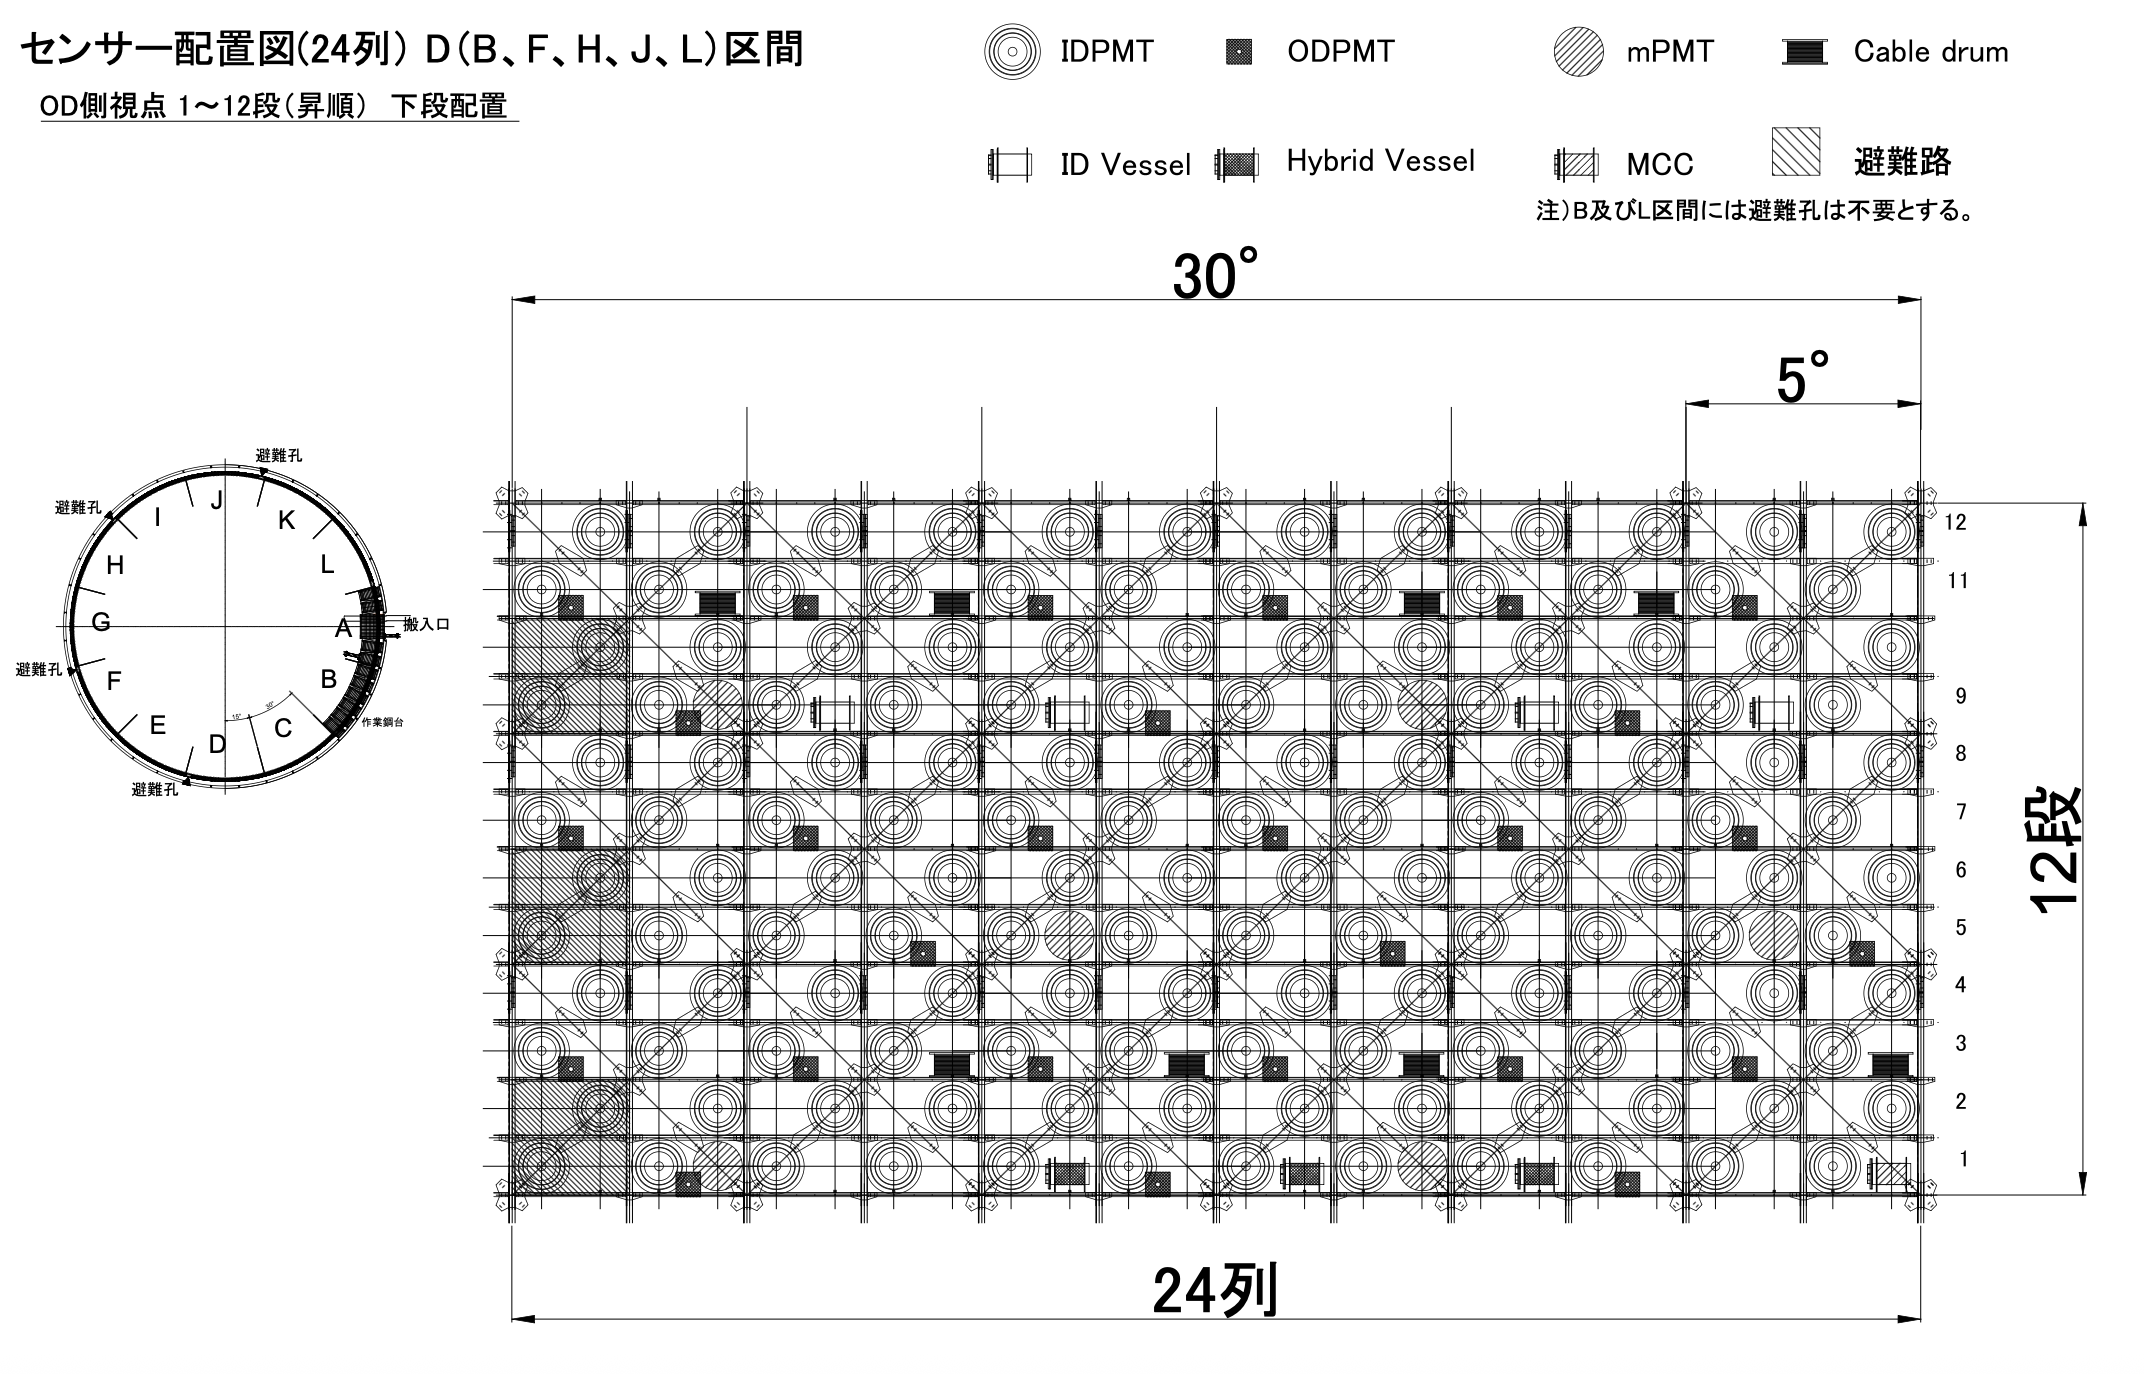 センサー配置図(24列) D(B、F、H、J、L)区間
OD側視点 1～12段(昇順) 下段配置
IDPMT
ODPMT
mPMT
Cable drum
ID Vessel
Hybrid Vessel
MCC
避難路
注)B及びL区間には避難孔は不要とする。
30°
5°
避難孔
避難孔
J
I
K
H
L
G
A
搬入口
避難孔
F
B
E
C
D
15°
30°
作業鋼台
避難孔
12
11
9
8
7
6
5
4
3
2
1
12段
24列